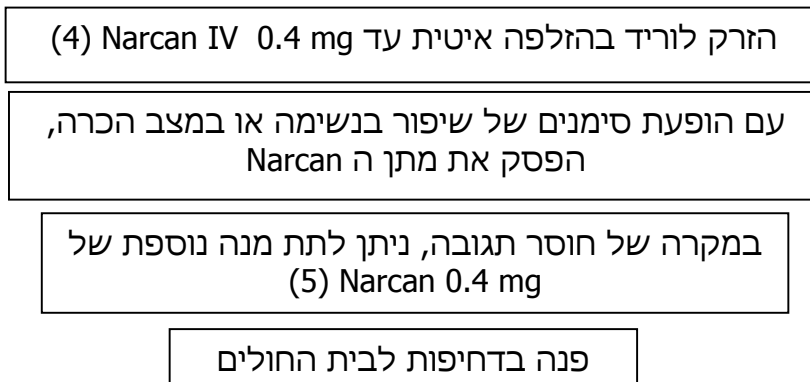 הזרק לוריד בהזלפה איטית עד Narcan IV  0.4 mg (4)
עם הופעת סימנים של שיפור בנשימה או במצב הכרה,
הפסק את מתן ה Narcan
במקרה של חוסר תגובה, ניתן לתת מנה נוספת של
Narcan 0.4 mg (5)
פנה בדחיפות לבית החולים